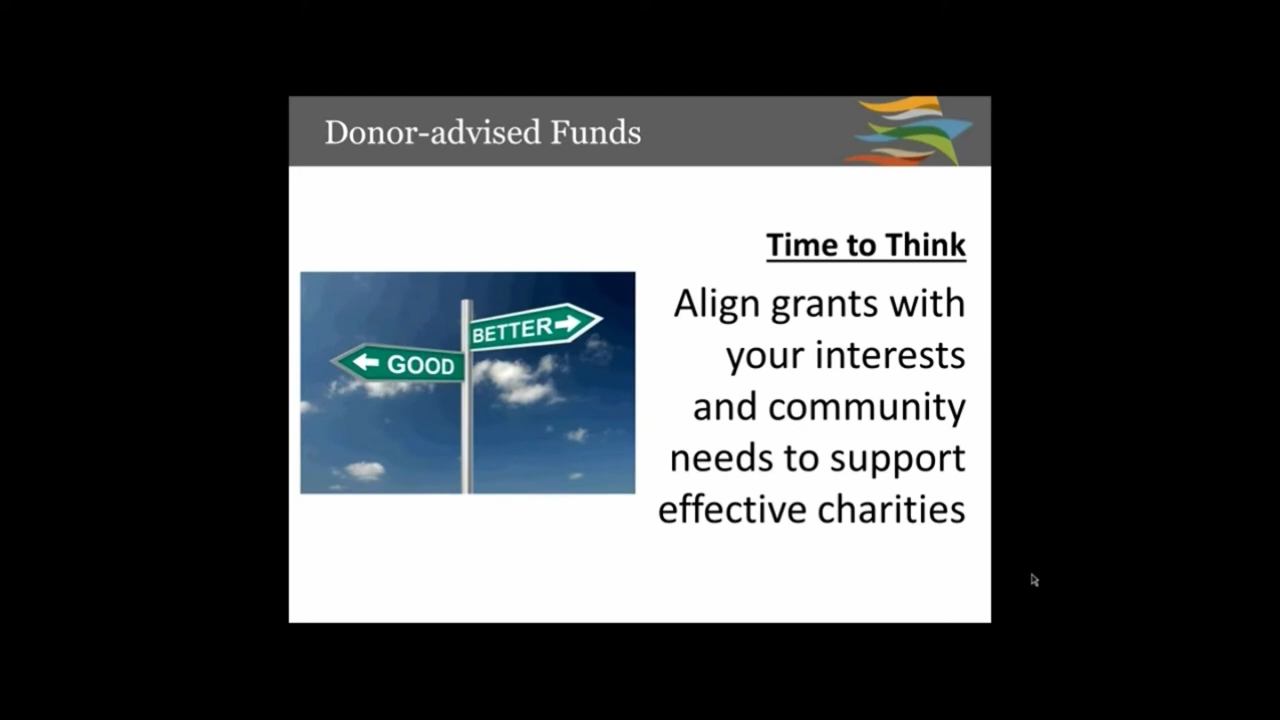 Donor-advised Funds
Time to Think
Align grants with
your interests
and community
needs to support
effective charities
BETTER
GOOD